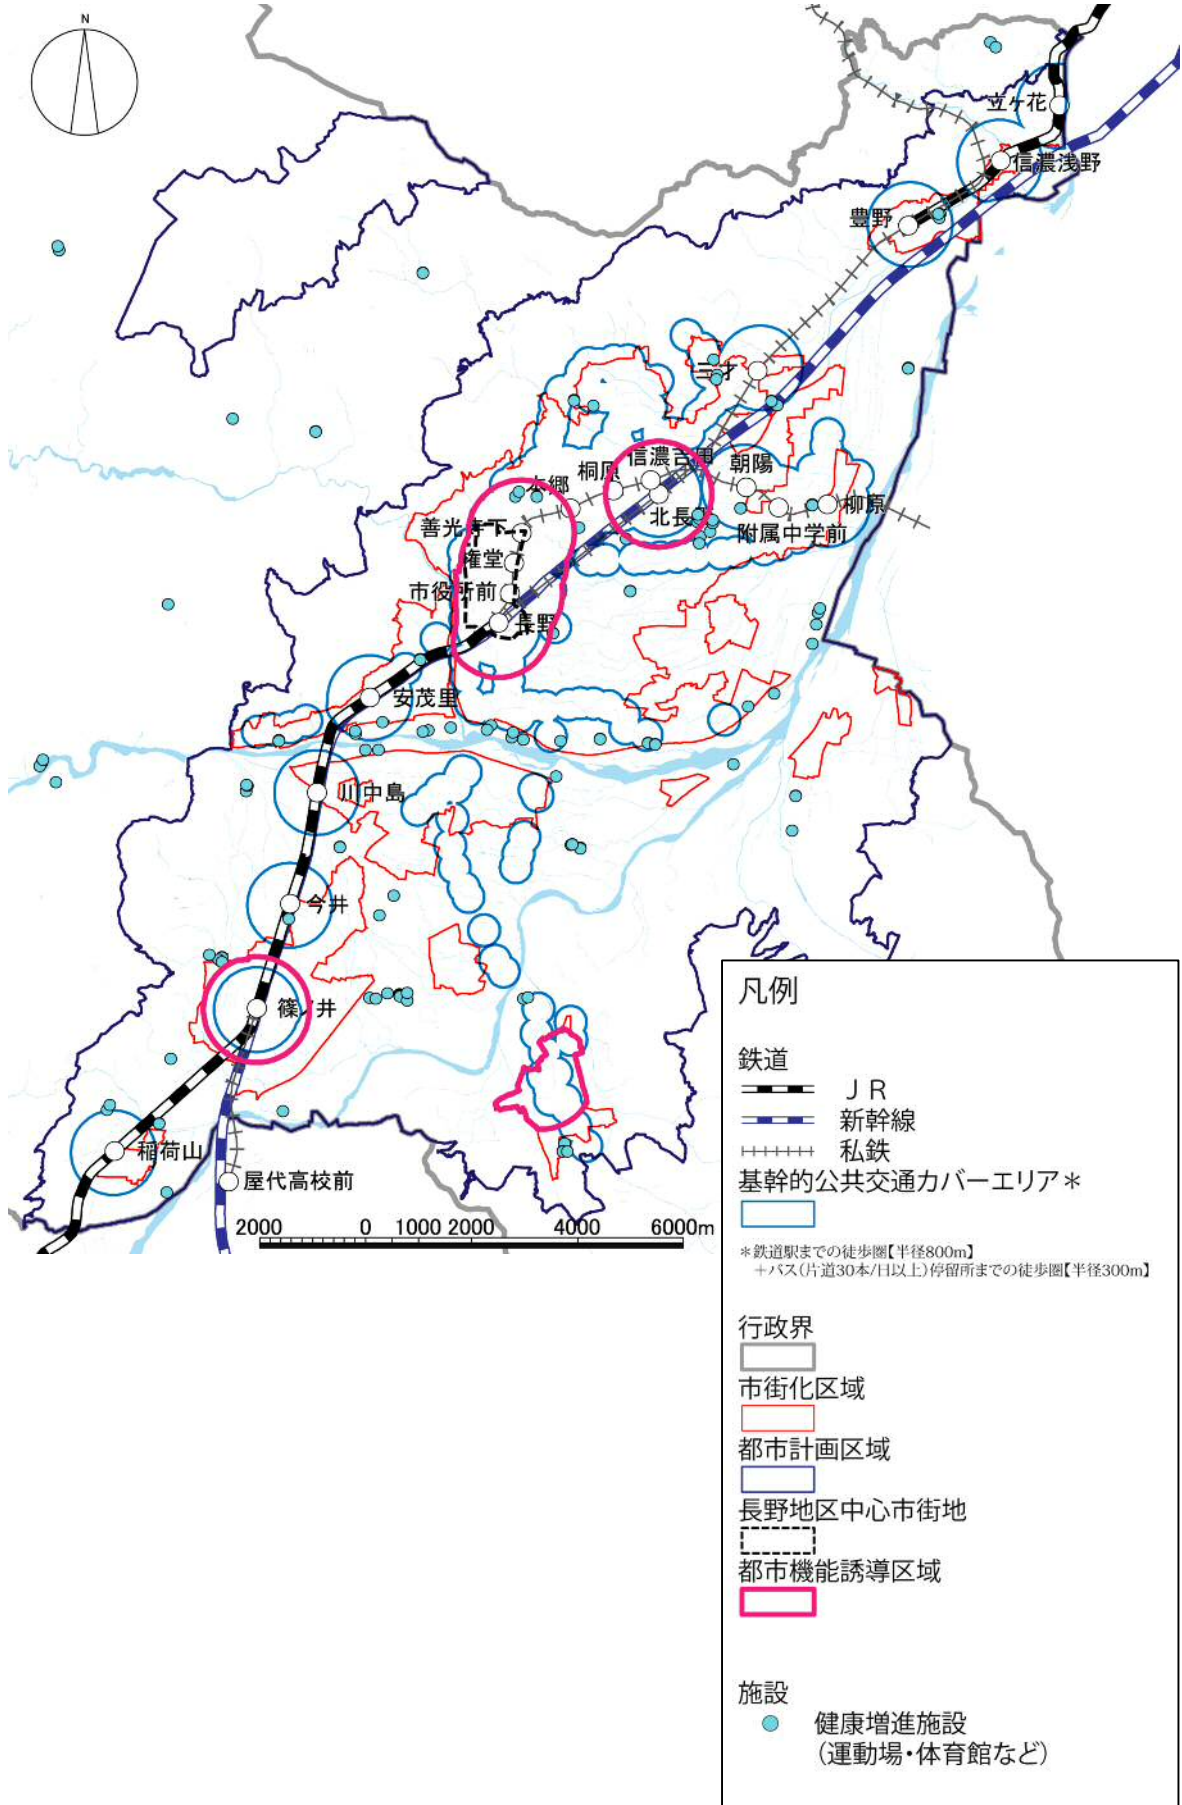 N
立ヶ花
信濃浅野
豊野
三才
信濃吉田
朝陽
桐原
本郷
柳原
北長野
附属中学前
善光寺下
権堂
市役所前
長野
安茂里
川中島
今井
篠ノ井
稲荷山
屋代高校前
2000 0 1000 2000 4000 6000m
凡例
鉄道
JR
新幹線
私鉄
基幹的公共交通カバーエリア＊
＊鉄道駅までの徒歩圏【半径800m】
＋バス（片道30本/日以上）停留所までの徒歩圏【半径300m】
行政界
市街化区域
都市計画区域
長野地区中心市街地
都市機能誘導区域
施設
健康増進施設
（運動場・体育館など）